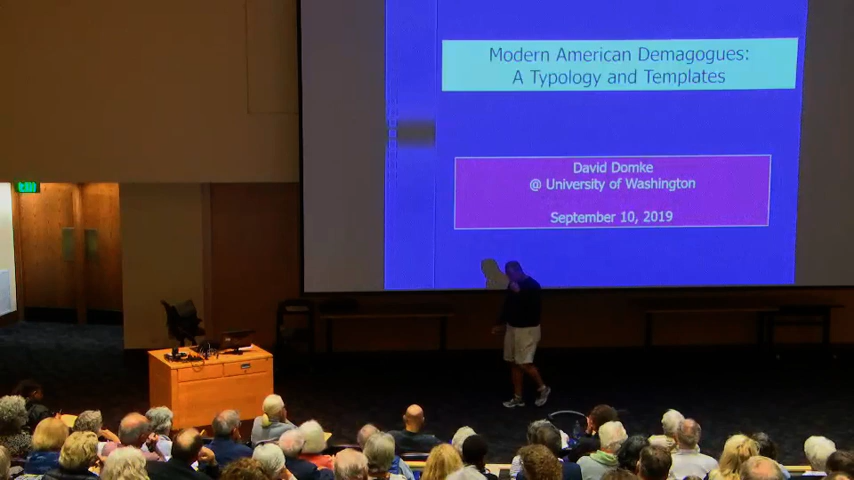 Modern American Demagogues:
A Typology and Templates
David Domke
@ University of Washington
September 10, 2019